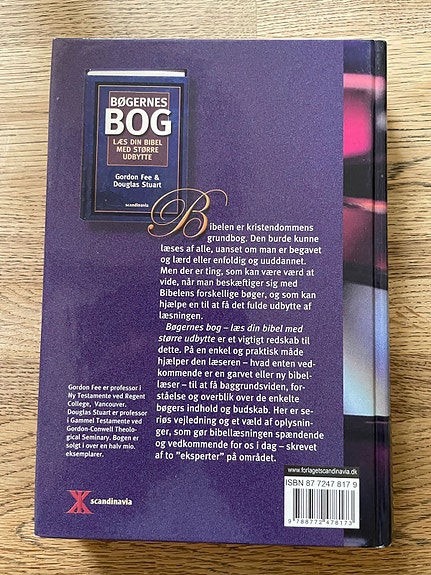 BØGERNES
BOG
LÆS DIN BIBEL
MED STØRRE
UDBYTTE
Gordon Fee &
Douglas Stuart
scandinavia
Bibelen er kristendommens
grundbog. Den burde kunne
læses af alle, uanset om man er begavet
og lærd eller enfoldig og uuddannet.
Men der er ting, som kan være værd at
vide, når man beskæftiger sig med
Bibelens forskellige bøger, og som kan
hjælpe en til at få det fulde udbytte af
læsningen.
Bøgernes bog – læs din bibel med
større udbytte er et vigtigt redskab til
dette. På en enkel og praktisk måde
hjælper den læseren – hvad enten ved-
kommende er en garvet eller ny bibel-
læser – til at få baggrundsviden, for-
ståelse og overblik over de enkelte
bøgers indhold og budskab. Her er se-
riøs vejledning og et væld af oplysnin-
ger, som gør bibellæsningen spændende
og vedkommende for os i dag – skrevet
af to "eksperter" på området.
Gordon Fee er professor i
Ny Testamente ved Regent
College, Vancouver.
Douglas Stuart er professor
i Gammel Testamente ved
Gordon-Conwell Theolo-
gical Seminary. Bogen er
solgt i over en halv mio.
eksemplarer.
scandinavia
www.forlagetscandinavia.dk
ISBN 87 7247 817 9
9 788772 478173